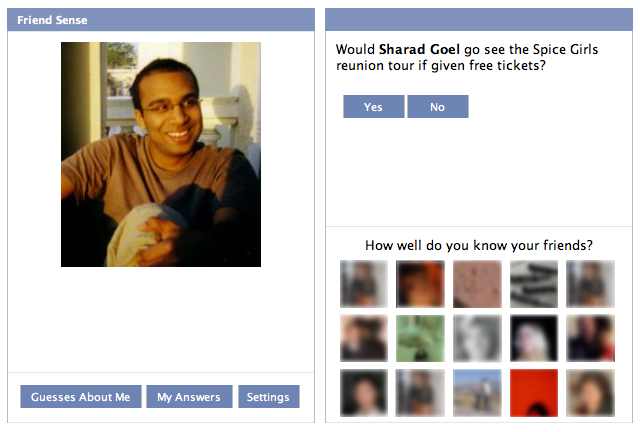 Friend Sense
Would Sharad Goel go see the Spice Girls
reunion tour if given free tickets?
Yes
No
How well do you know your friends?
Guesses About Me
My Answers
Settings